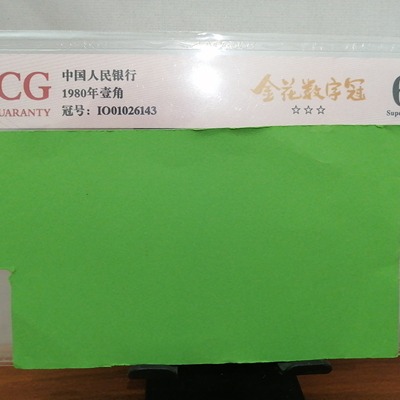 CG
UARANTY
中国人民银行
1980年壹角
冠号：IO01026143
金花数字冠
☆☆☆
6
Supe